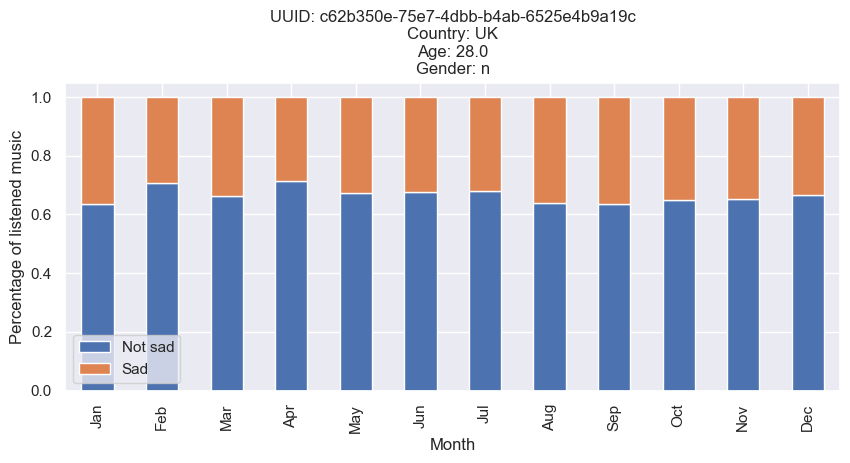 UUID: c62b350e-75e7-4dbb-b4ab-6525e4b9a19c
Country: UK
Age: 28.0
Gender: n
Percentage of listened music
1.0
0.8
0.6
0.4
0.2
0.0
Not sad
Sad
Jan Feb Mar Apr May Jun Jul Aug Sep Oct Nov Dec
Month